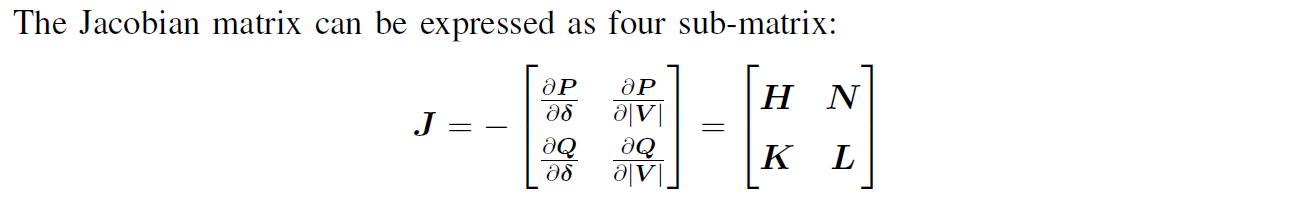 The Jacobian matrix can be expressed as four sub-matrix:
J = − [ ∂P/∂δ ∂P/∂|V| ; ∂Q/∂δ ∂Q/∂|V| ] = [ H N ; K L ]